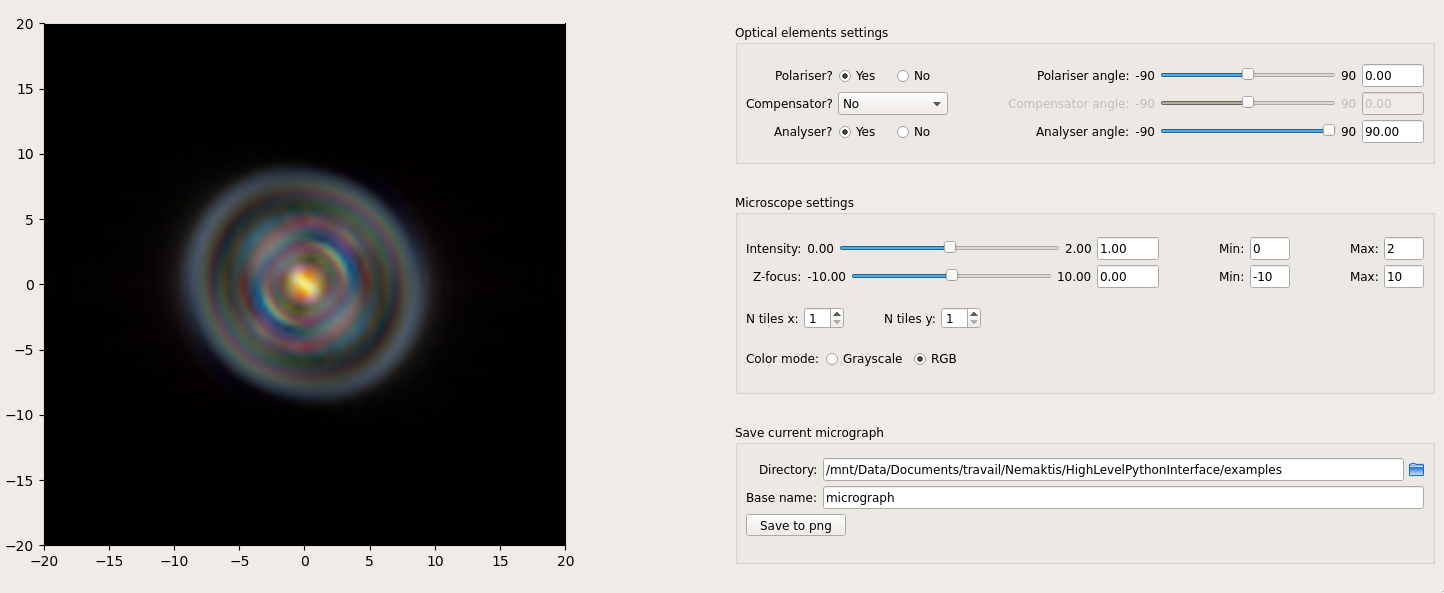 20
15
10
5
0
−5
−10
−15
−20
−20 −15 −10 −5 0 5 10 15 20
Optical elements settings
Polariser? Yes No Polariser angle: -90 90 0.00
Compensator? No Compensator angle: -90 90 0.00
Analyser? Yes No Analyser angle: -90 90 90.00
Microscope settings
Intensity: 0.00 2.00 1.00 Min: 0 Max: 2
Z-focus: -10.00 10.00 0.00 Min: -10 Max: 10
N tiles x: 1 N tiles y: 1
Color mode: Grayscale RGB
Save current micrograph
Directory: /mnt/Data/Documents/travail/Nemaktis/HighLevelPythonInterface/examples
Base name: micrograph
Save to png